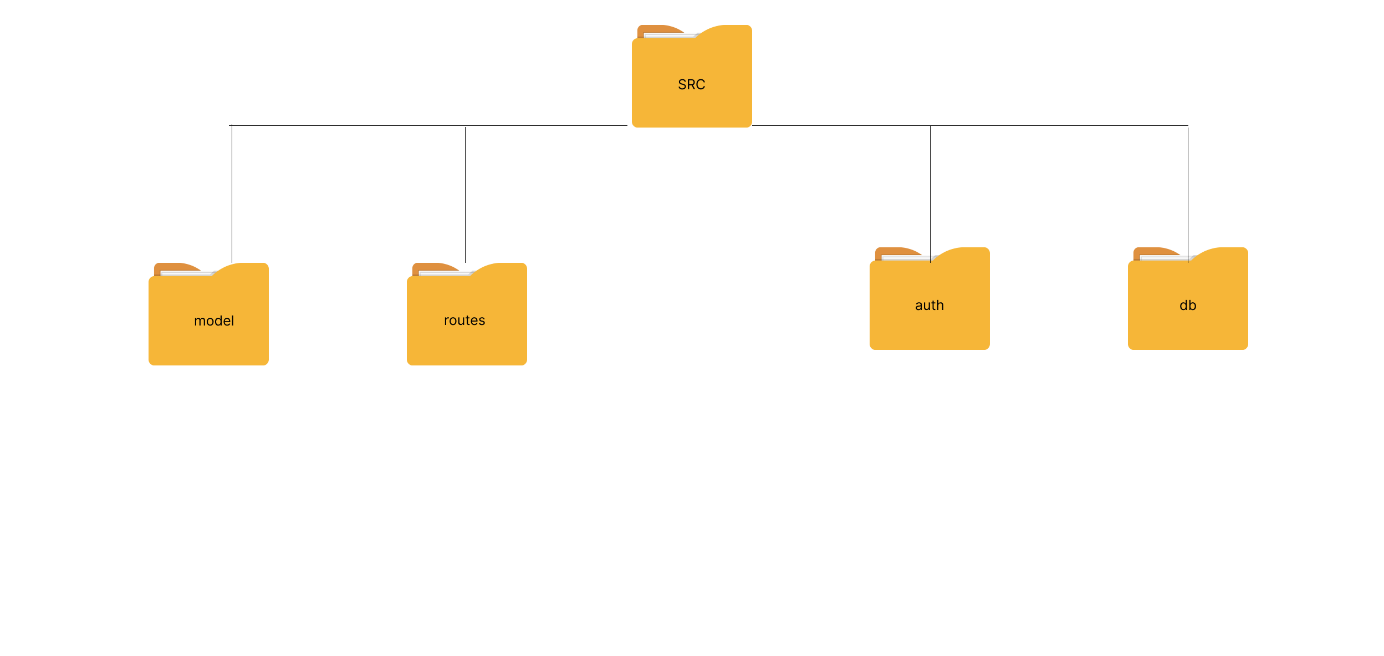 SRC
model
routes
auth
db